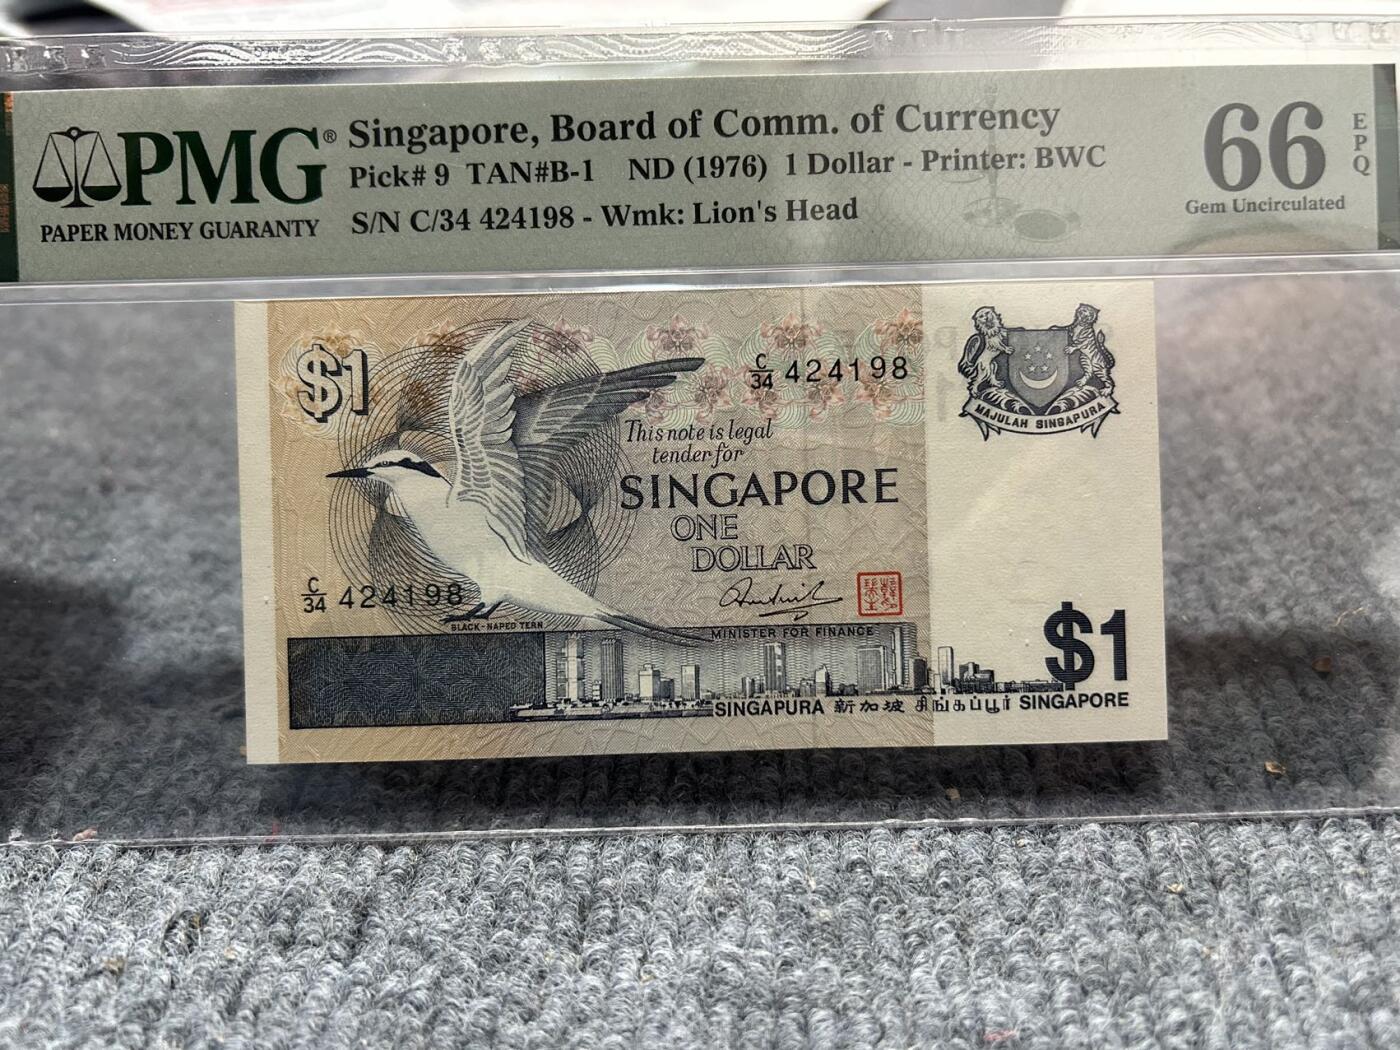 PMG® Singapore, Board of Comm. of Currency
Pick# 9 TAN#B-1 ND (1976) 1 Dollar - Printer: BWC
S/N C/34 424198 - Wmk: Lion's Head
PAPER MONEY GUARANTY
66
EPQ
Gem Uncirculated
$1
C/34 424198
MAJULAH SINGAPURA
This note is legal
tender for
SINGAPORE
ONE
DOLLAR
C/34 424198
BLACK-NAPED TERN
MINISTER FOR FINANCE
$1
SINGAPURA 新加坡 சிங்கப்பூர் SINGAPORE